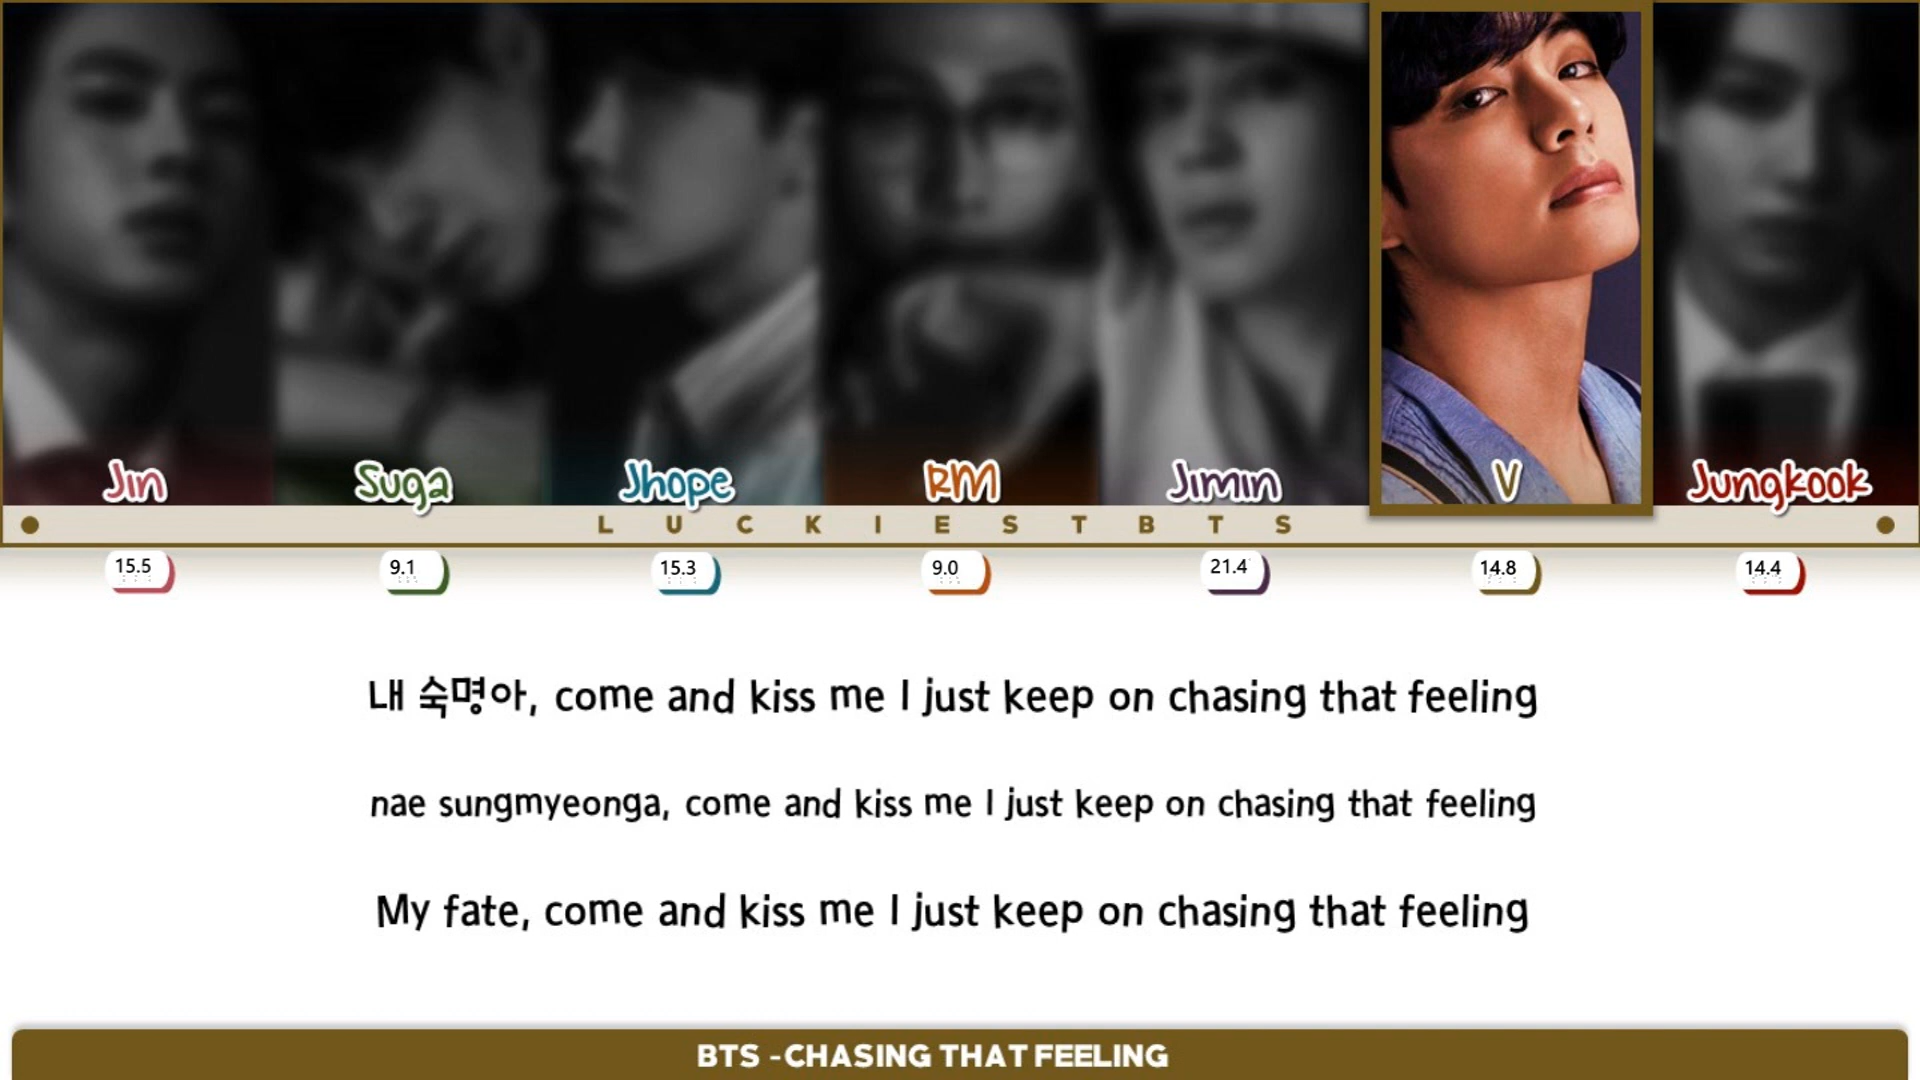 Jin Suga Jhope RM Jimin V Jungkook
LUCKIESTBTS
15.5 9.1 15.3 9.0 21.4 14.8 14.4
내 숙명아, come and kiss me I just keep on chasing that feeling
nae sungmyeonga, come and kiss me I just keep on chasing that feeling
My fate, come and kiss me I just keep on chasing that feeling
BTS -CHASING THAT FEELING